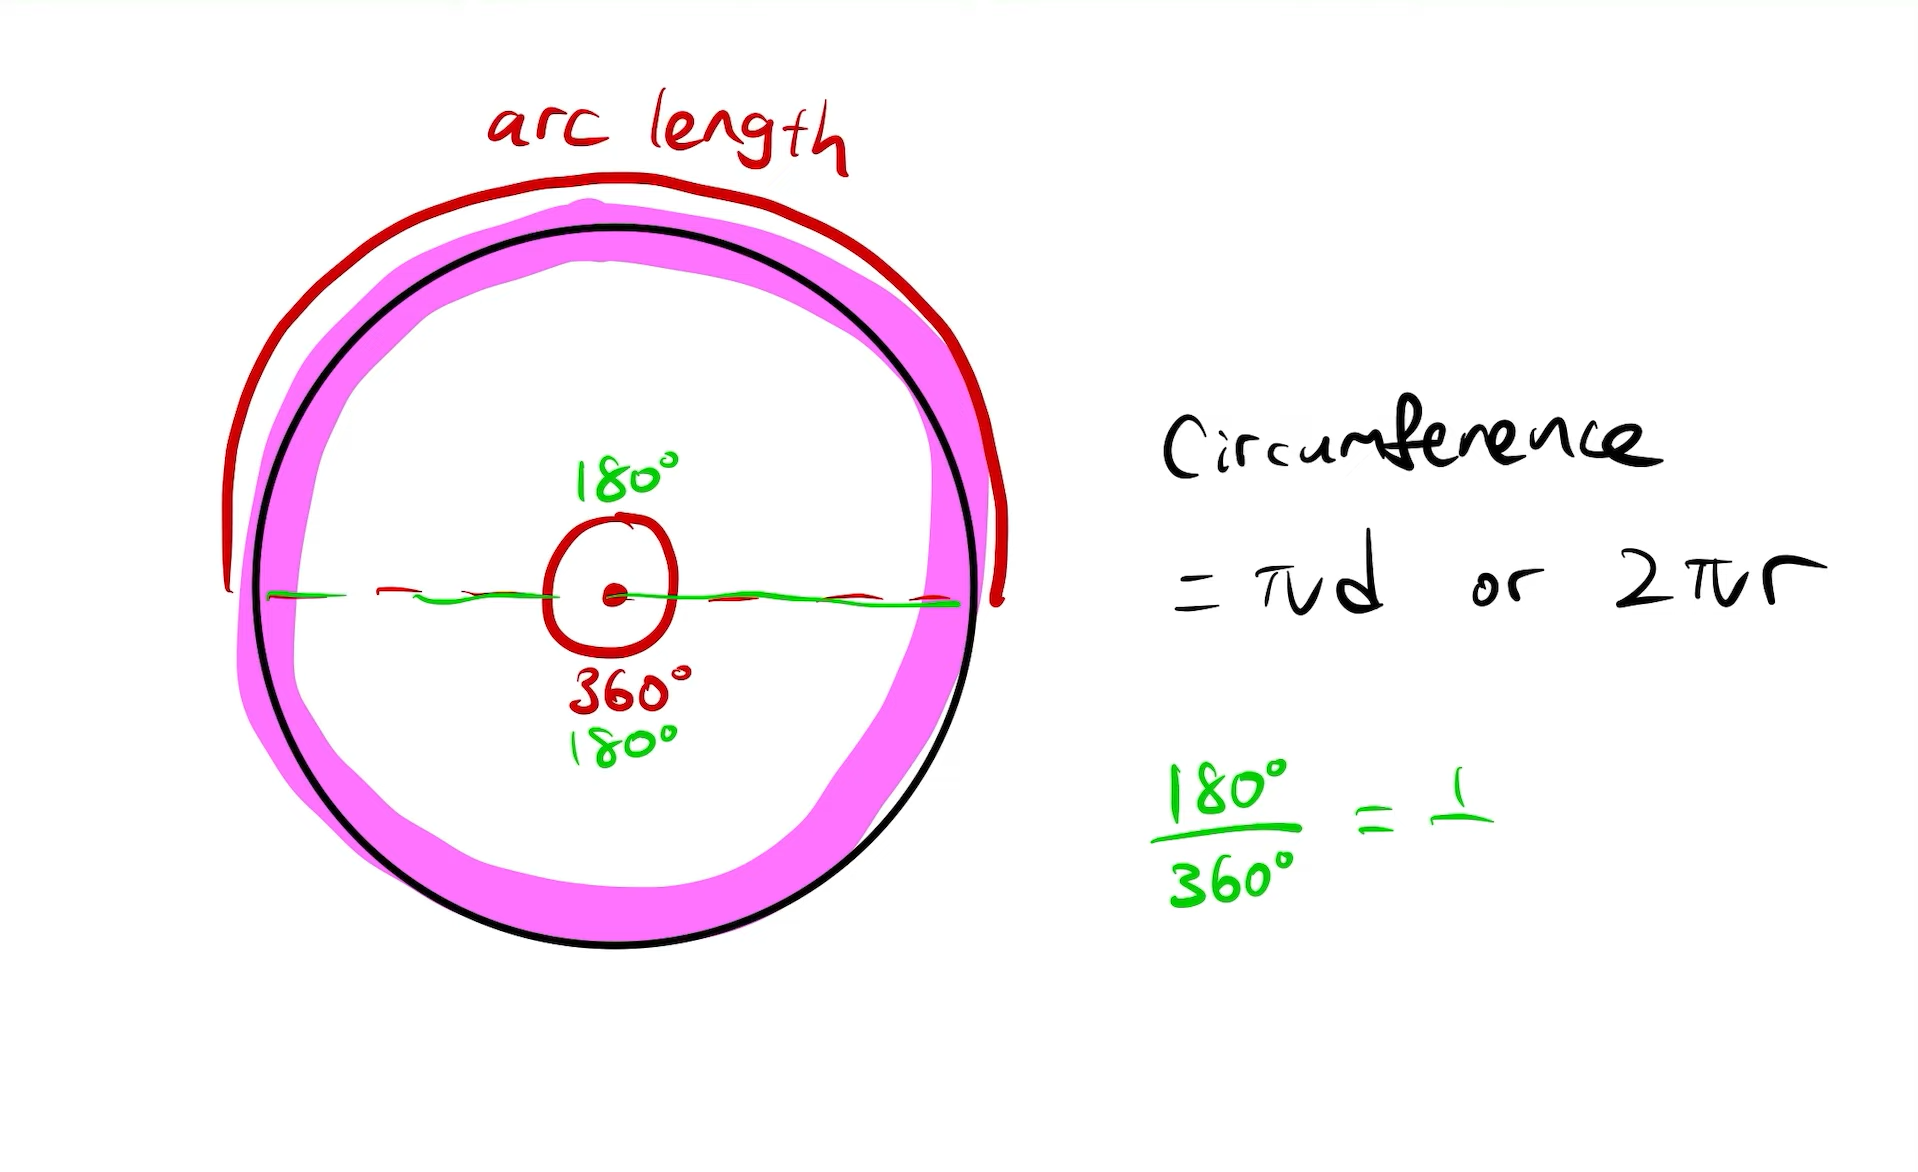 arc length
180°
360°
180°
Circumference
= πd or 2πr
180°/360° = 1/